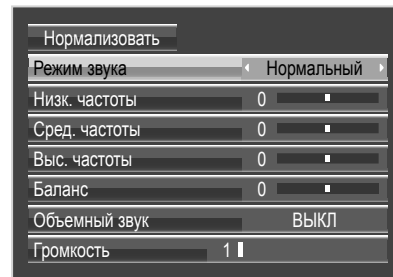 Нормализовать
Режим звука Нормальный
Низк. частоты 0
Сред. частоты 0
Выс. частоты 0
Баланс 0
Объемный звук ВЫКЛ
Громкость 1